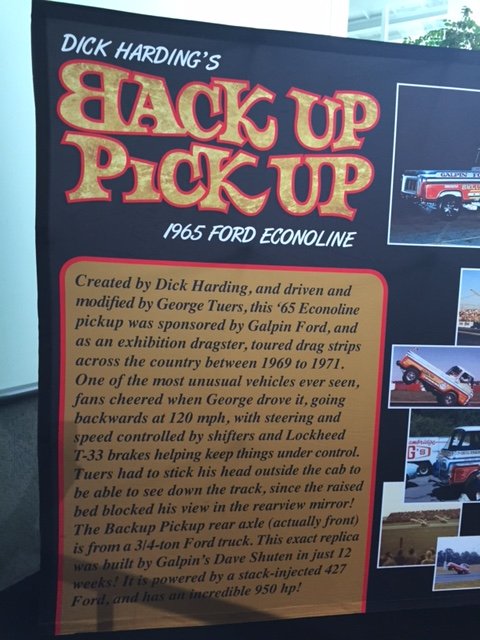 DICK HARDING'S
BACK UP
PICK UP
1965 FORD ECONOLINE
GALPIN FO
Created by Dick Harding, and driven and
modified by George Tuers, this '65 Econoline
pickup was sponsored by Galpin Ford, and
as an exhibition dragster, toured drag strips
across the country between 1969 to 1971.
One of the most unusual vehicles ever seen,
fans cheered when George drove it, going
backwards at 120 mph, with steering and
speed controlled by shifters and Lockheed
T-33 brakes helping keep things under control.
Tuers had to stick his head outside the cab to
be able to see down the track, since the raised
bed blocked his view in the rearview mirror!
The Backup Pickup rear axle (actually front)
is from a 3/4-ton Ford truck. This exact replica
was built by Galpin's Dave Shuten in just 12
weeks! It is powered by a stack-injected 427
Ford, and has an incredible 950 hp!